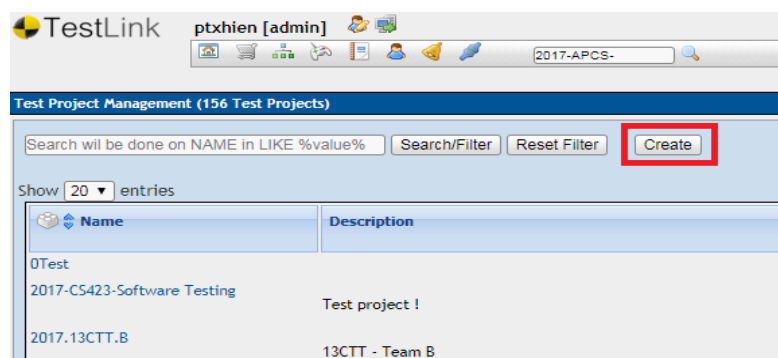 TestLink ptxhien [admin]
2017-APCS-
Test Project Management (156 Test Projects)
Search wil be done on NAME in LIKE %value% Search/Filter Reset Filter Create
Show 20 entries
Name Description
0Test
2017-CS423-Software Testing
Test project !
2017.13CTT.B
13CTT - Team B